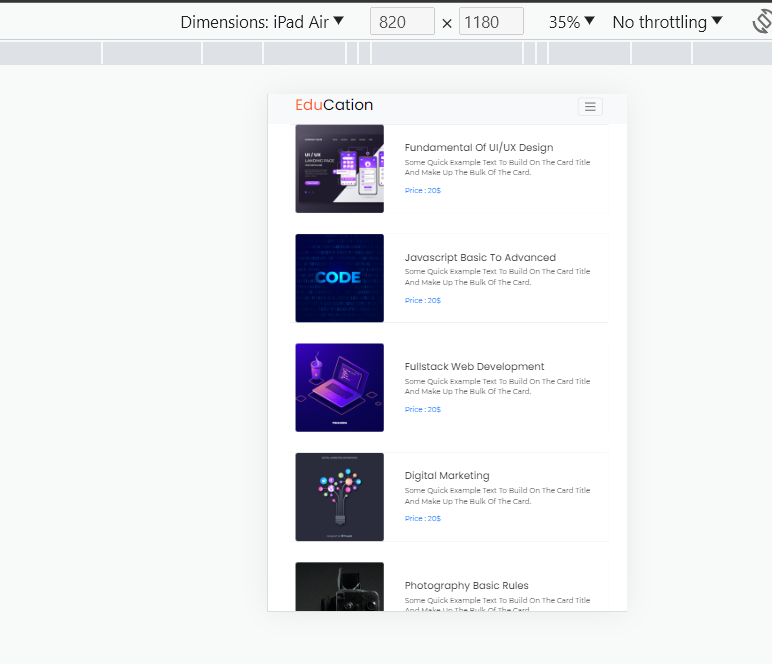 Dimensions: iPad Air
820 × 1180
35%
No throttling
EduCation
UI / UX
LANDING PAGE
Fundamental Of UI/UX Design
Some Quick Example Text To Build On The Card Title
And Make Up The Bulk Of The Card.
Price : 20$
CODE
Javascript Basic To Advanced
Some Quick Example Text To Build On The Card Title
And Make Up The Bulk Of The Card.
Price : 20$
Fullstack Web Development
Some Quick Example Text To Build On The Card Title
And Make Up The Bulk Of The Card.
Price : 20$
Digital Marketing
Some Quick Example Text To Build On The Card Title
And Make Up The Bulk Of The Card.
Price : 20$
Photography Basic Rules
Some Quick Example Text To Build On The Card Title
And Make Up The Bulk Of The Card.